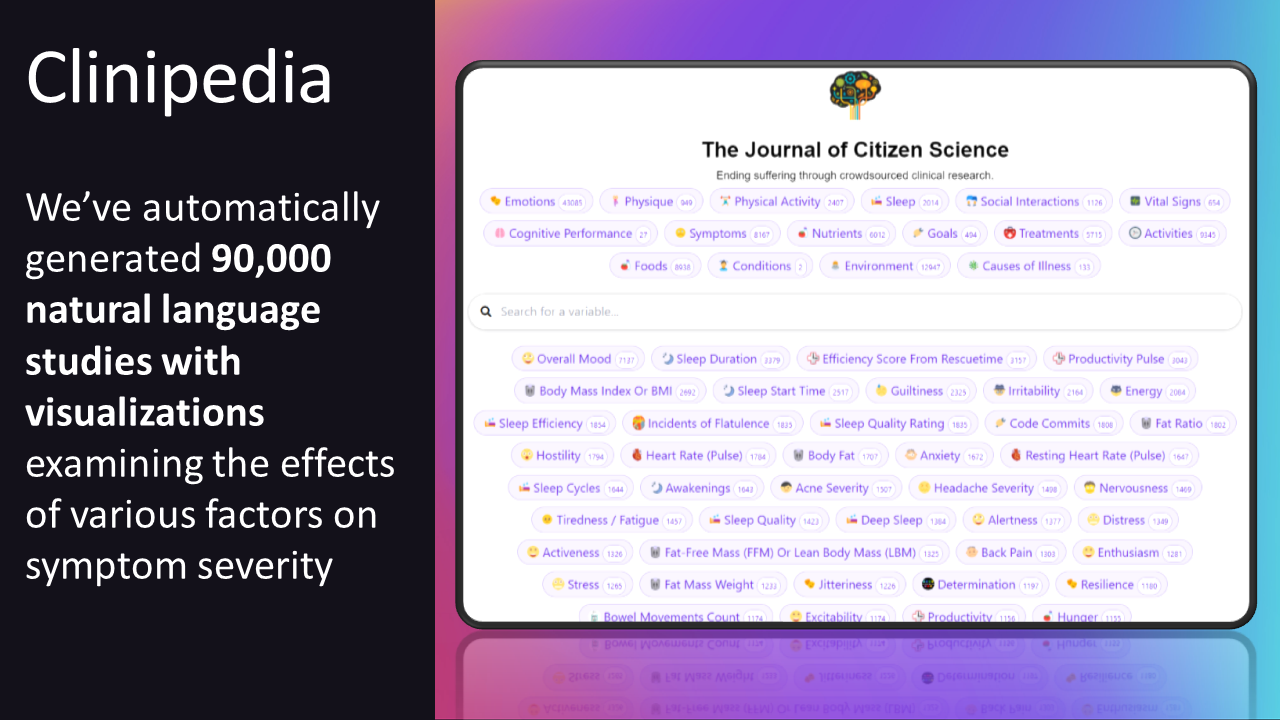 Clinipedia
We’ve automatically
generated 90,000
natural language
studies with
visualizations
examining the effects
of various factors on
symptom severity
The Journal of Citizen Science
Ending suffering through crowdsourced clinical research.
Emotions 43085 Physique 949 Physical Activity 2407 Sleep 2014 Social Interactions 1126 Vital Signs 654
Cognitive Performance 27 Symptoms 8167 Nutrients 6012 Goals 494 Treatments 5715 Activities 9345
Foods 8938 Conditions 2 Environment 12947 Causes of Illness 133
Search for a variable...
Overall Mood 7137 Sleep Duration 3379 Efficiency Score From Rescuetime 3157 Productivity Pulse 3043
Body Mass Index Or BMI 2692 Sleep Start Time 2517 Guiltiness 2325 Irritability 2164 Energy 2064
Sleep Efficiency 1854 Incidents of Flatulence 1835 Sleep Quality Rating 1835 Code Commits 1808 Fat Ratio 1802
Hostility 1794 Heart Rate (Pulse) 1784 Body Fat 1707 Anxiety 1672 Resting Heart Rate (Pulse) 1647
Sleep Cycles 1644 Awakenings 1643 Acne Severity 1507 Headache Severity 1498 Nervousness 1469
Tiredness / Fatigue 1457 Sleep Quality 1423 Deep Sleep 1384 Alertness 1377 Distress 1349
Activeness 1326 Fat-Free Mass (FFM) Or Lean Body Mass (LBM) 1325 Back Pain 1303 Enthusiasm 1281
Stress 1265 Fat Mass Weight 1233 Jitteriness 1226 Determination 1197 Resilience 1180
Bowel Movements Count 1174 Excitability 1174 Productivity 1156 Hunger 1155